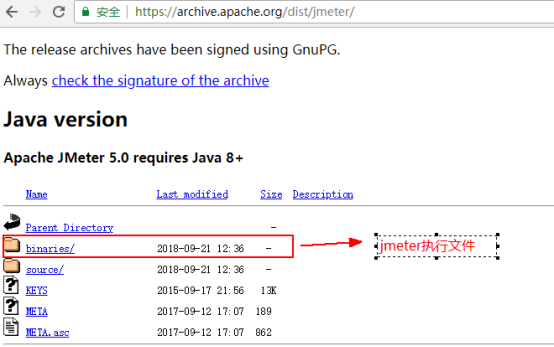 安全 | https://archive.apache.org/dist/jmeter/
The release archives have been signed using GnuPG.
Always check the signature of the archive
Java version
Apache JMeter 5.0 requires Java 8+
Name Last modified Size Description
Parent Directory -
binaries/ 2018-09-21 12:36 -
jmeter执行文件
source/ 2018-09-21 12:36 -
KEYS 2015-09-17 21:56 13K
META 2017-09-12 17:07 189
META.asc 2017-09-12 17:07 862